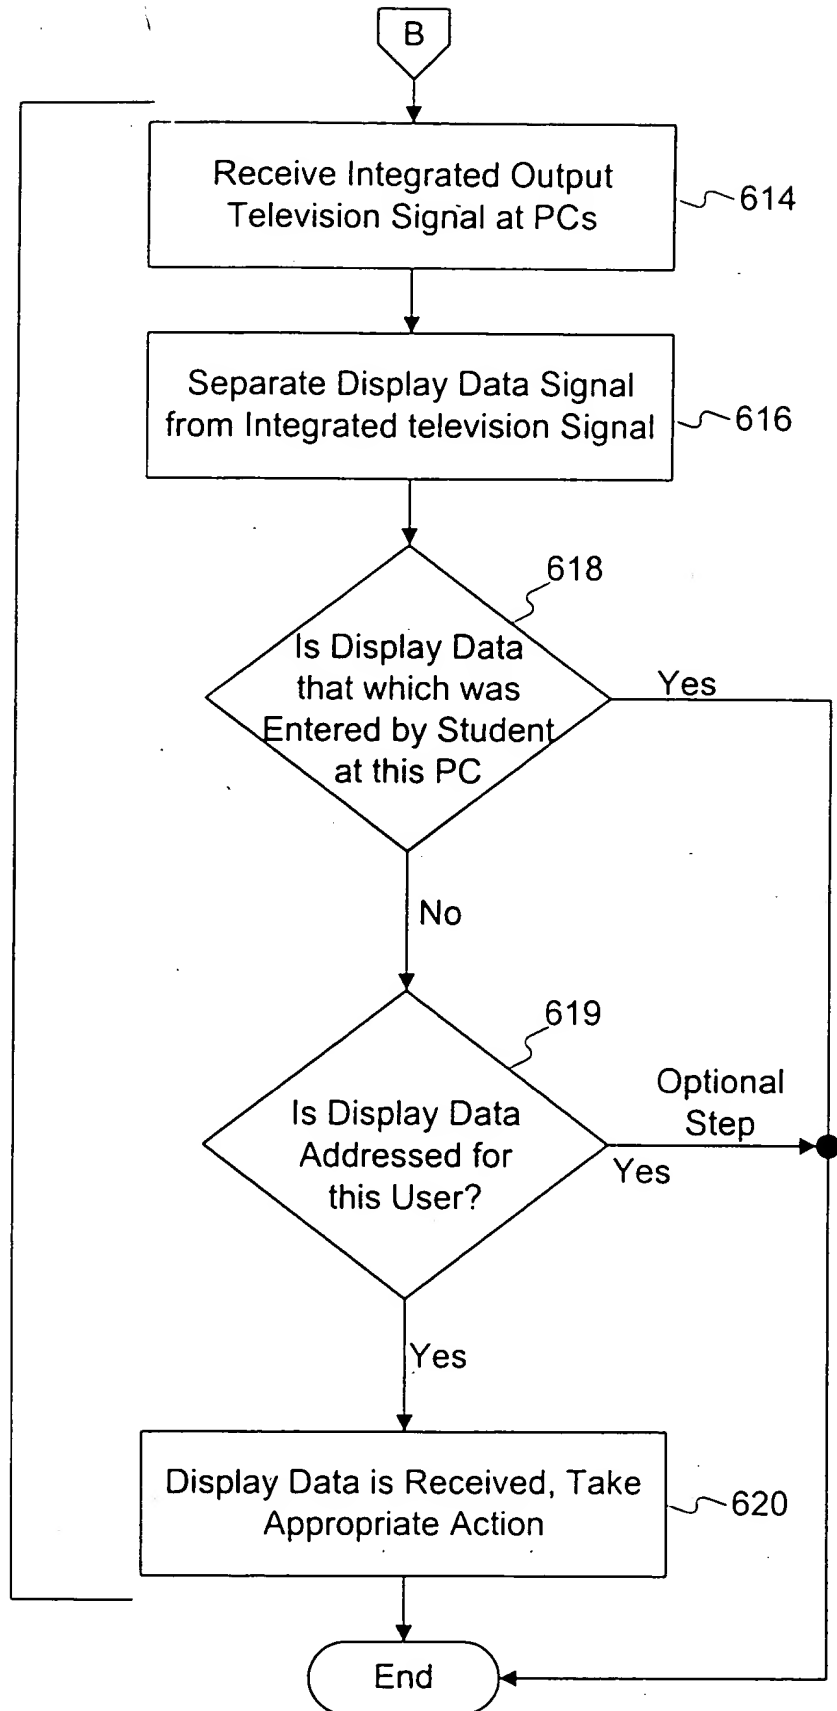 B
Receive Integrated Output
Television Signal at PCs
614
Separate Display Data Signal
from Integrated television Signal
616
618
Is Display Data
that which was
Entered by Student
at this PC
Yes
No
619
Is Display Data
Addressed for
this User?
Optional
Step
Yes
Yes
Display Data is Received, Take
Appropriate Action
620
End